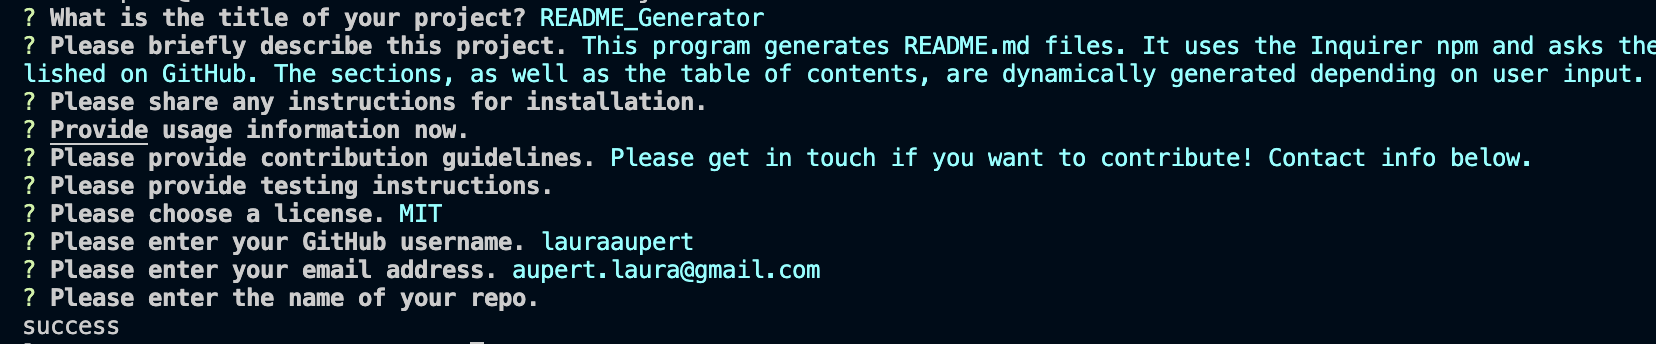 ? What is the title of your project? README_Generator
? Please briefly describe this project. This program generates README.md files. It uses the Inquirer npm and asks the
lished on GitHub. The sections, as well as the table of contents, are dynamically generated depending on user input.
? Please share any instructions for installation.
? Provide usage information now.
? Please provide contribution guidelines. Please get in touch if you want to contribute! Contact info below.
? Please provide testing instructions.
? Please choose a license. MIT
? Please enter your GitHub username. lauraaupert
? Please enter your email address. aupert.laura@gmail.com
? Please enter the name of your repo.
success